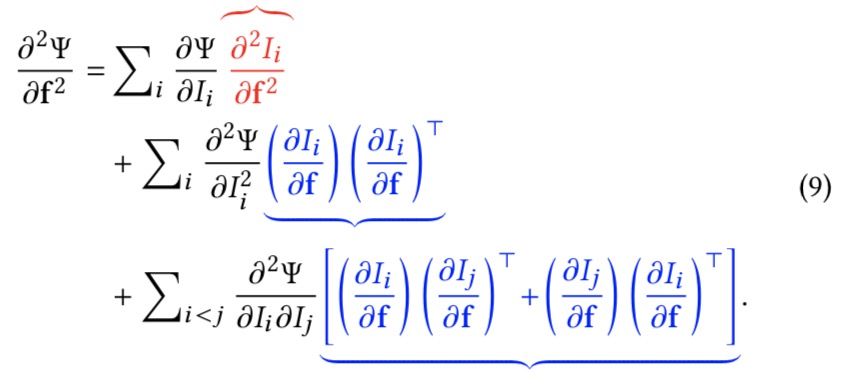 ∂²Ψ/∂𝐟² = ∑ᵢ ∂Ψ/∂Iᵢ ∂²Iᵢ/∂𝐟²
+ ∑ᵢ ∂²Ψ/∂Iᵢ² (∂Iᵢ/∂𝐟) (∂Iᵢ/∂𝐟)^⊤ (9)
+ ∑_{i<j} ∂²Ψ/∂Iᵢ∂Iⱼ [(∂Iᵢ/∂𝐟) (∂Iⱼ/∂𝐟)^⊤ + (∂Iⱼ/∂𝐟) (∂Iᵢ/∂𝐟)^⊤].